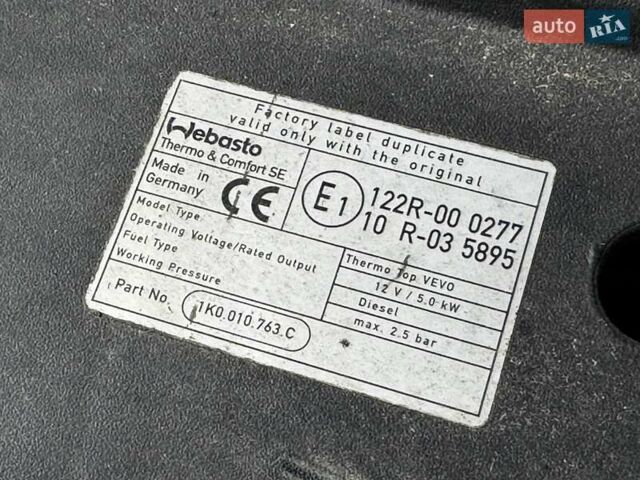 auto RIA .com
Factory label duplicate
valid only with the original
Webasto
Thermo & Comfort SE
Made in
Germany
CE
E1
122R-00 0277
10 R-03 5895
Model Type
Thermo Top VEVO
Operating Voltage/Rated Output
12 V / 5.0 kW
Fuel Type
Diesel
Working Pressure
max. 2.5 bar
Part No.
1K0.010.763.C